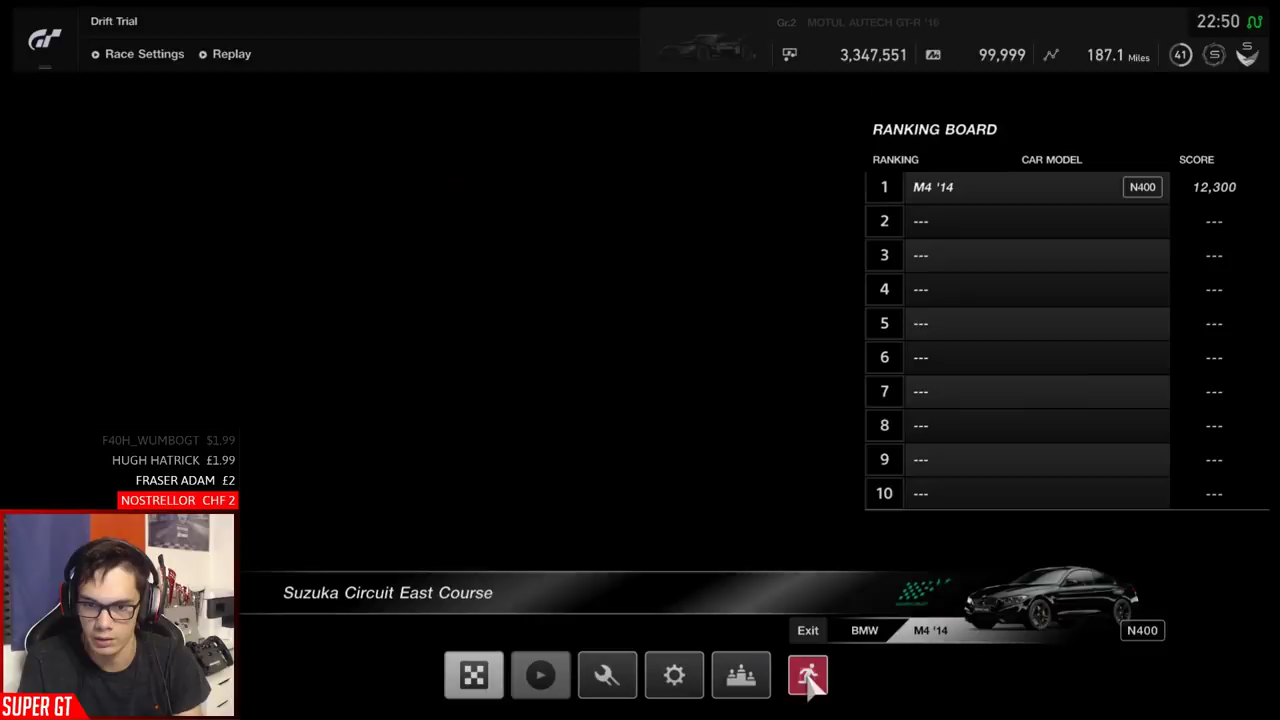 Drift Trial
Race Settings Replay
Gr.2 MOTUL AUTECH GT-R '16
22:50
3,347,551 99,999 187.1 Miles 41 S S
RANKING BOARD
RANKING CAR MODEL SCORE
1 M4 '14 N400 12,300
2 --- ---
3 --- ---
4 --- ---
5 --- ---
6 --- ---
7 --- ---
8 --- ---
9 --- ---
10 --- ---
F40H_WUMBOGT $1.99
HUGH HATRICK £1.99
FRASER ADAM £2
NOSTRELLOR CHF 2
Suzuka Circuit East Course
Exit BMW M4 '14 N400
SUPER GT